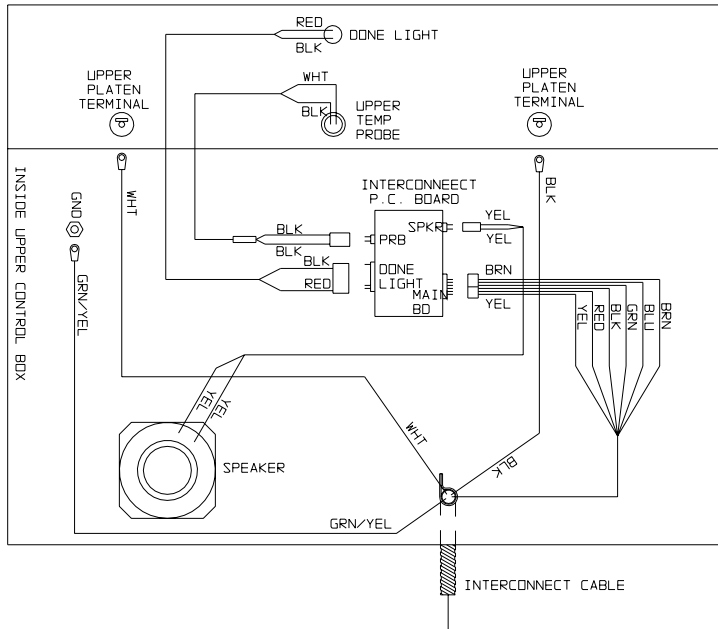 RED
BLK
DONE LIGHT
UPPER
PLATEN
TERMINAL
WHT
BLK
UPPER
TEMP
PROBE
UPPER
PLATEN
TERMINAL
INSIDE UPPER CONTROL BOX
GND
GRN/YEL
WHT
BLK
INTERCONNEECT
P.C. BOARD
BLK
BLK
PRB
SPKR
YEL
YEL
BLK
RED
DONE
LIGHT
MAIN
BD
BRN
YEL
YEL
RED
BLK
GRN
BLU
BRN
YEL
YEL
SPEAKER
WHT
BLK
GRN/YEL
INTERCONNECT CABLE